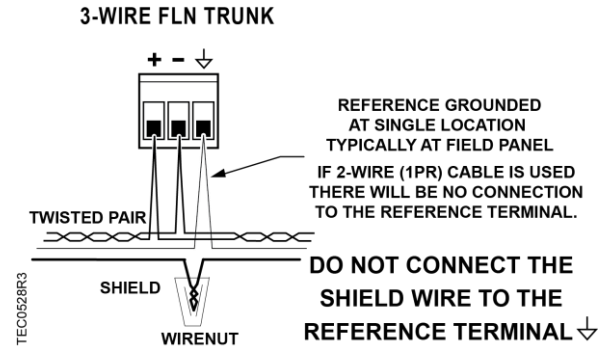 3-WIRE FLN TRUNK
+ -
REFERENCE GROUNDED
AT SINGLE LOCATION
TYPICALLY AT FIELD PANEL
IF 2-WIRE (1PR) CABLE IS USED
THERE WILL BE NO CONNECTION
TO THE REFERENCE TERMINAL.
TWISTED PAIR
SHIELD
WIRENUT
DO NOT CONNECT THE
SHIELD WIRE TO THE
REFERENCE TERMINAL
TEC0528R3